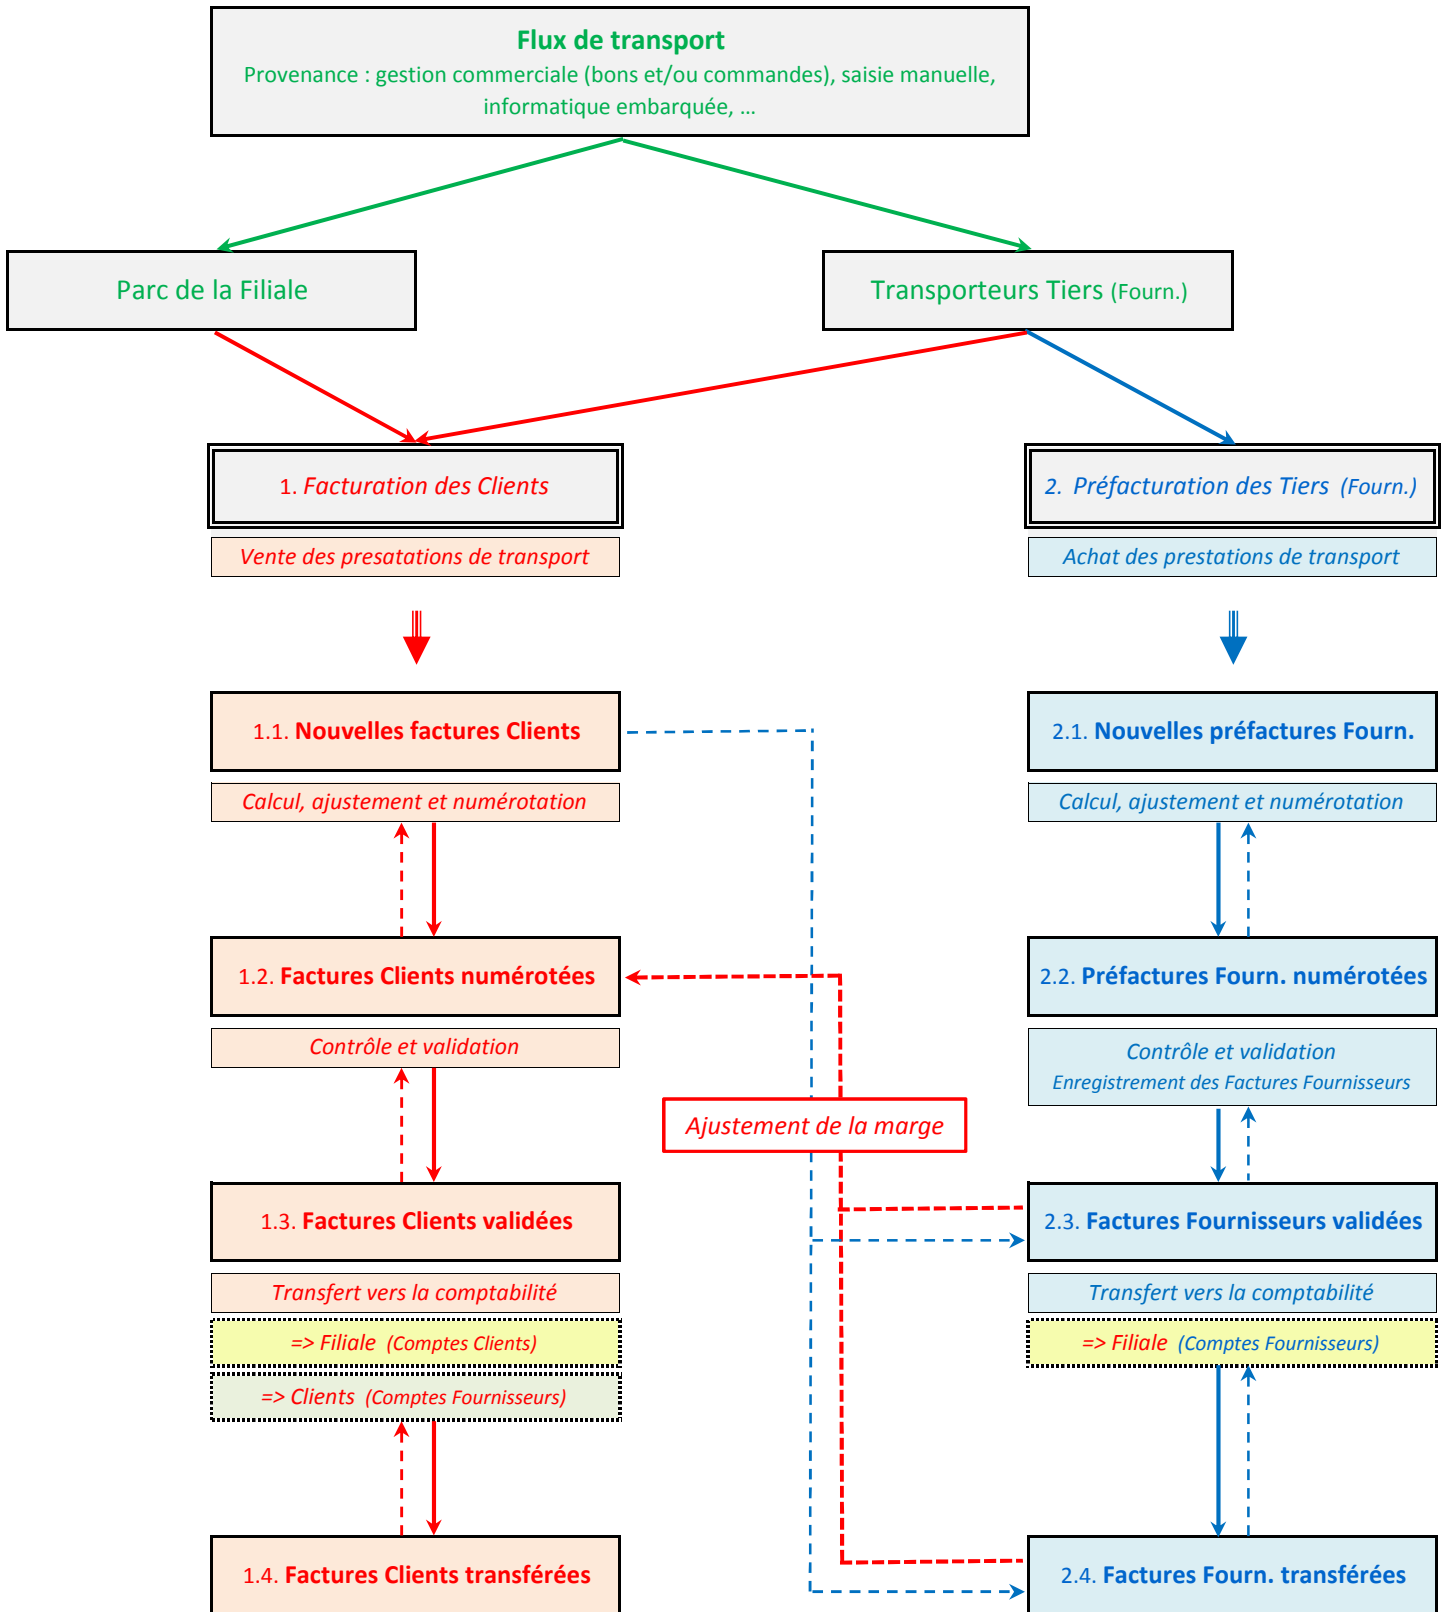 Flux de transport
Provenance : gestion commerciale (bons et/ou commandes), saisie manuelle,
informatique embarquée, ...
Parc de la Filiale
Transporteurs Tiers (Fourn.)
1. Facturation des Clients
2. Préfacturation des Tiers (Fourn.)
Vente des presatations de transport
Achat des prestations de transport
1.1. Nouvelles factures Clients
2.1. Nouvelles préfactures Fourn.
Calcul, ajustement et numérotation
Calcul, ajustement et numérotation
1.2. Factures Clients numérotées
2.2. Préfactures Fourn. numérotées
Contrôle et validation
Contrôle et validation
Enregistrement des Factures Fournisseurs
Ajustement de la marge
1.3. Factures Clients validées
2.3. Factures Fournisseurs validées
Transfert vers la comptabilité
Transfert vers la comptabilité
=> Filiale (Comptes Clients)
=> Filiale (Comptes Fournisseurs)
=> Clients (Comptes Fournisseurs)
1.4. Factures Clients transférées
2.4. Factures Fourn. transférées